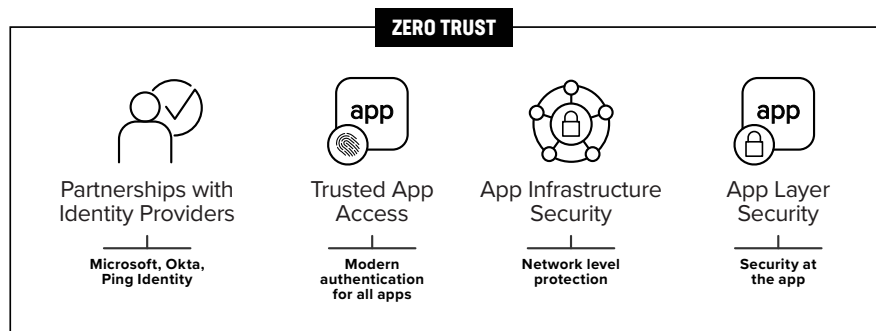 ZERO TRUST
app
app
Partnerships with
Identity Providers
Trusted App
Access
App Infrastructure
Security
App Layer
Security
Microsoft, Okta,
Ping Identity
Modern
authentication
for all apps
Network level
protection
Security at
the app